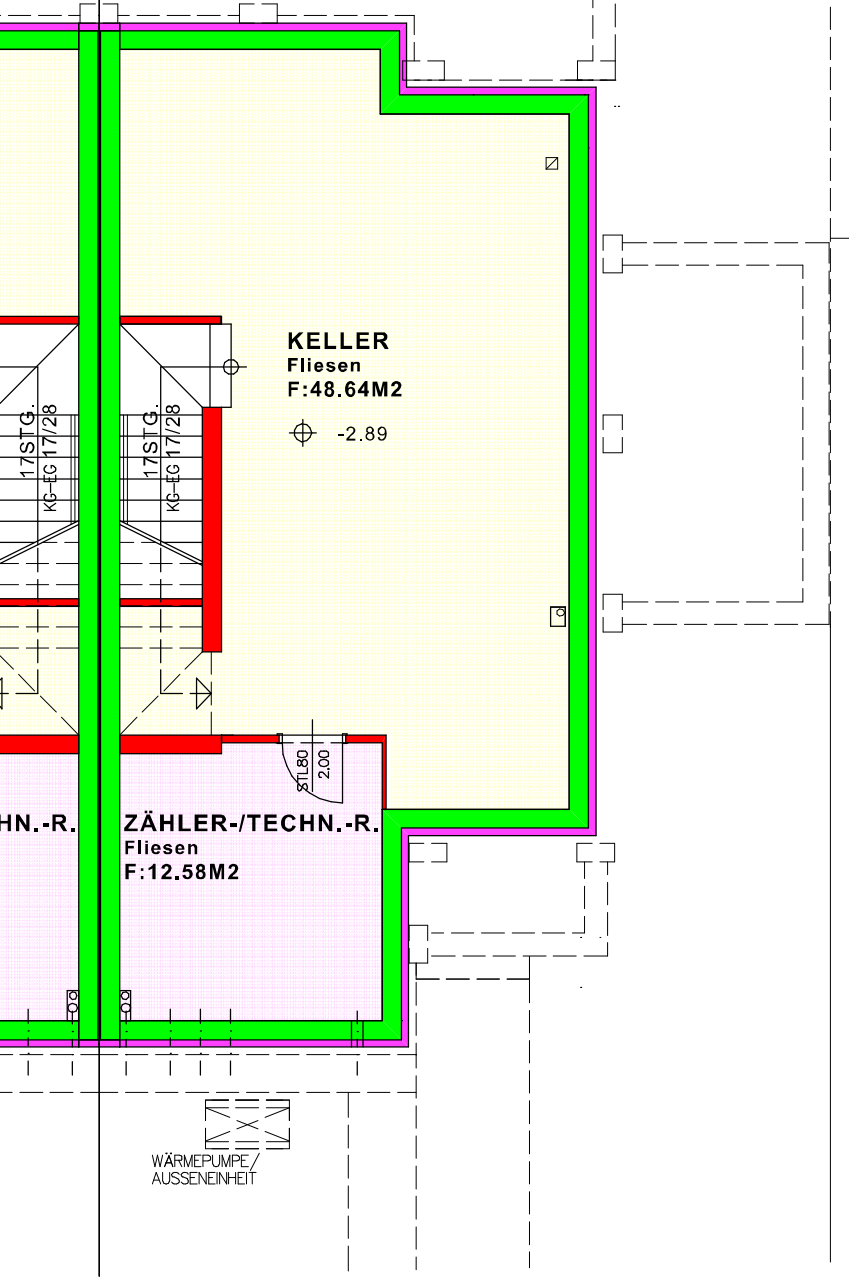 KELLER
Fliesen
F:48.64M2
-2.89
17STG.
KG-EG 17/28
17STG.
KG-EG 17/28
STL80
2.00
HN.-R.
ZÄHLER-/TECHN.-R.
Fliesen
F:12.58M2
WÄRMEPUMPE/
AUSSENEINHEIT